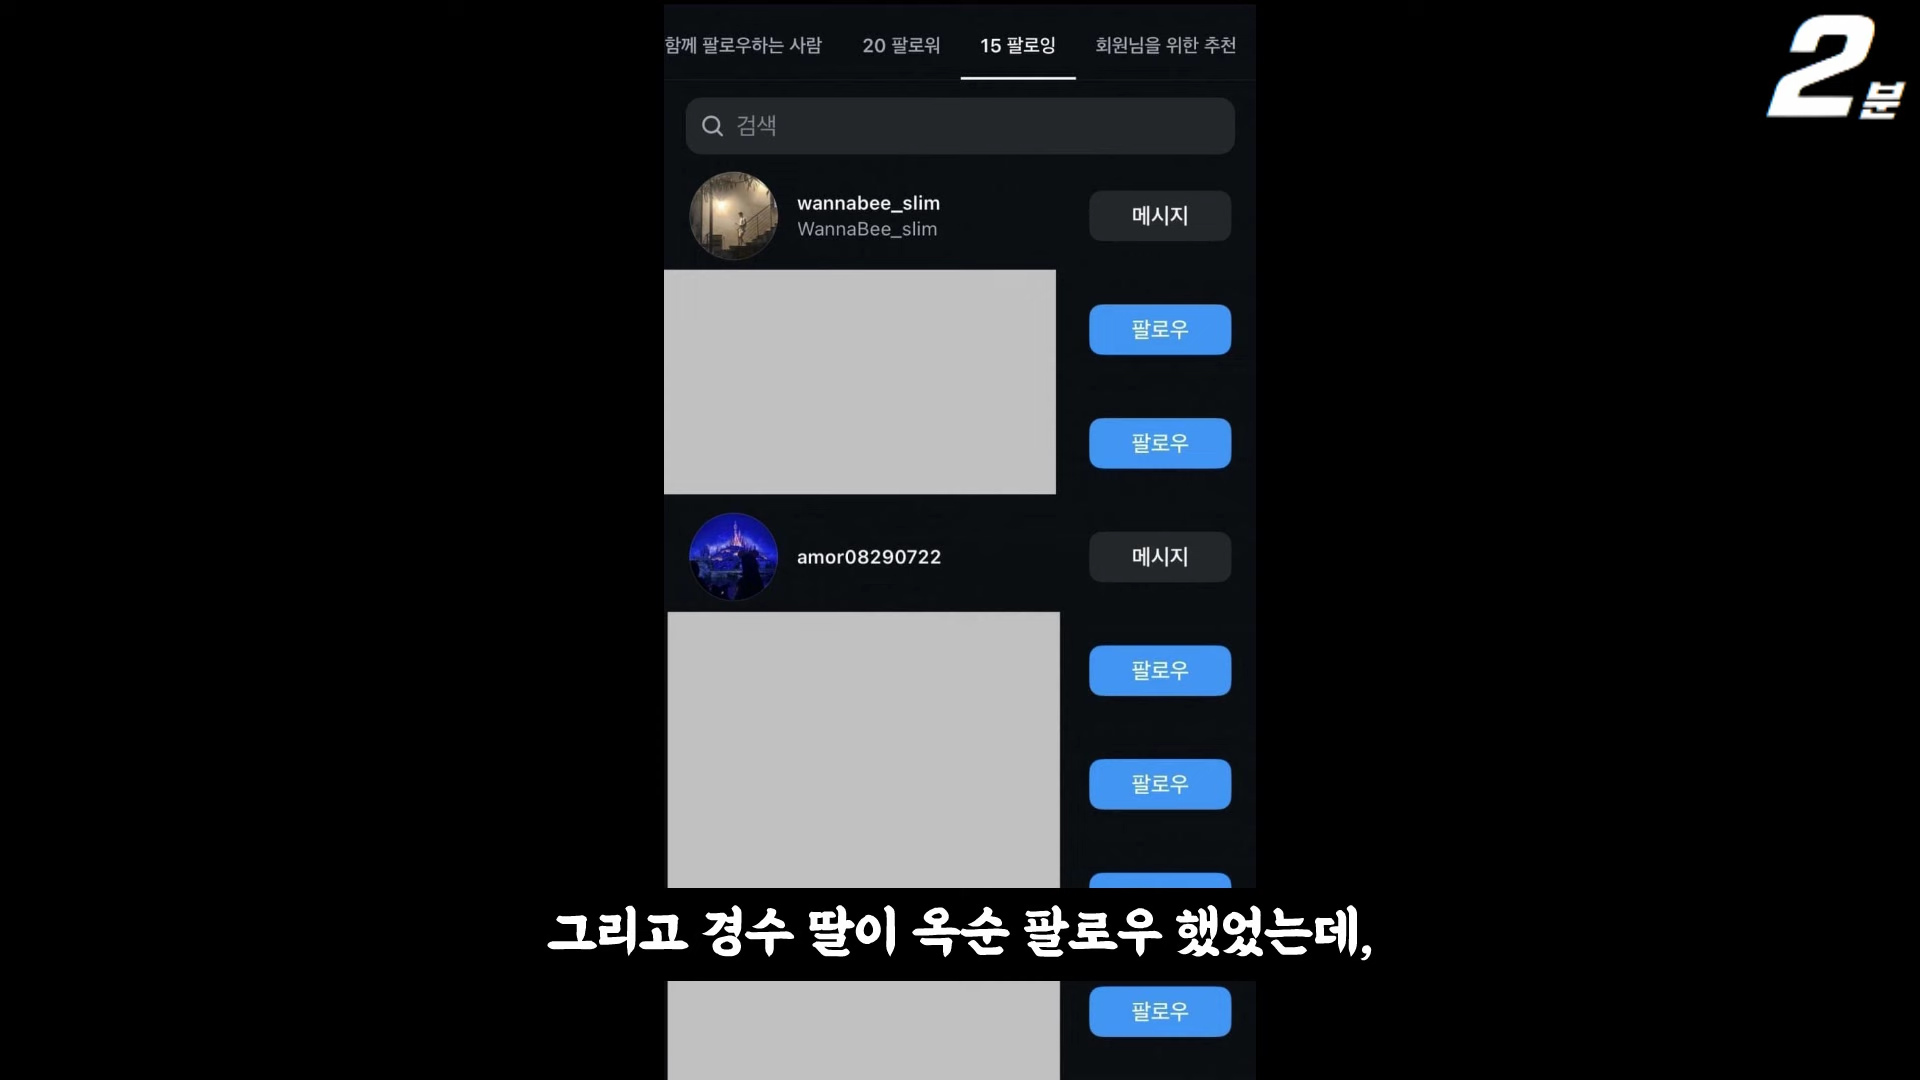 2분
함께 팔로우하는 사람 20 팔로워 15 팔로잉 회원님을 위한 추천
검색
wannabee_slim
WannaBee_slim
메시지
팔로우
팔로우
amor08290722
메시지
팔로우
팔로우
그리고 경수 딸이 옥순 팔로우 했었는데,
팔로우